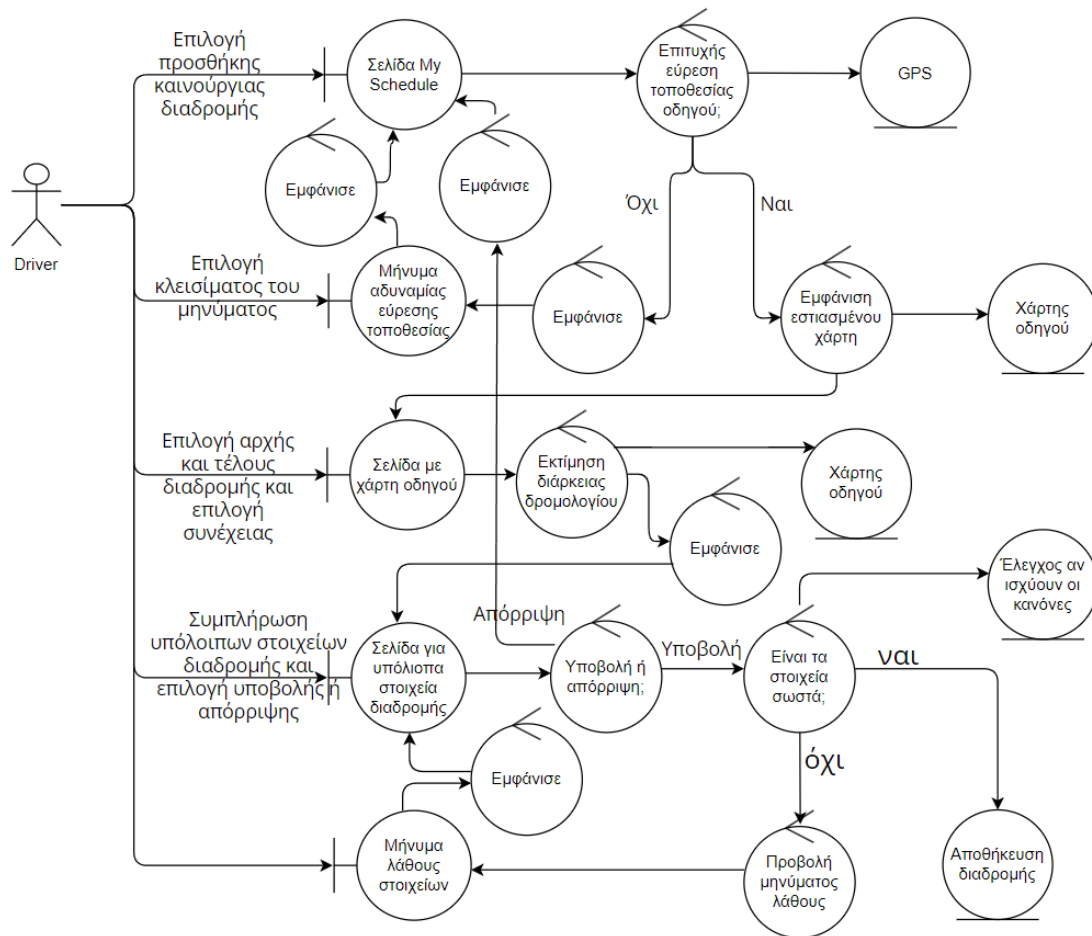 Επιλογή
προσθήκης
καινούργιας
διαδρομής
Σελίδα My
Schedule
Επιτυχής
εύρεση
τοποθεσίας
οδηγού;
GPS
Εμφάνισε
Εμφάνισε
Όχι
Ναι
Driver
Επιλογή
κλεισίματος του
μηνύματος
Μήνυμα
αδυναμίας
εύρεσης
τοποθεσίας
Εμφάνισε
Εμφάνιση
εστιασμένου
χάρτη
Χάρτης
οδηγού
Επιλογή αρχής
και τέλους
διαδρομής και
επιλογή
συνέχειας
Σελίδα με
χάρτη οδηγού
Εκτίμηση
διάρκειας
δρομολογίου
Χάρτης
οδηγού
Εμφάνισε
Έλεγχος αν
ισχύουν οι
κανόνες
Συμπλήρωση
υπόλοιπων στοιχείων
διαδρομής και
επιλογή υποβολής ή
απόρριψης
Σελίδα για
υπόλιοπα
στοιχεία
διαδρομής
Απόρριψη
Υποβολή ή
απόρριψη;
Υποβολή
Είναι τα
στοιχεία
σωστά;
ναι
όχι
Εμφάνισε
Μήνυμα
λάθους
στοιχείων
Προβολή
μηνύματος
λάθους
Αποθήκευση
διαδρομής